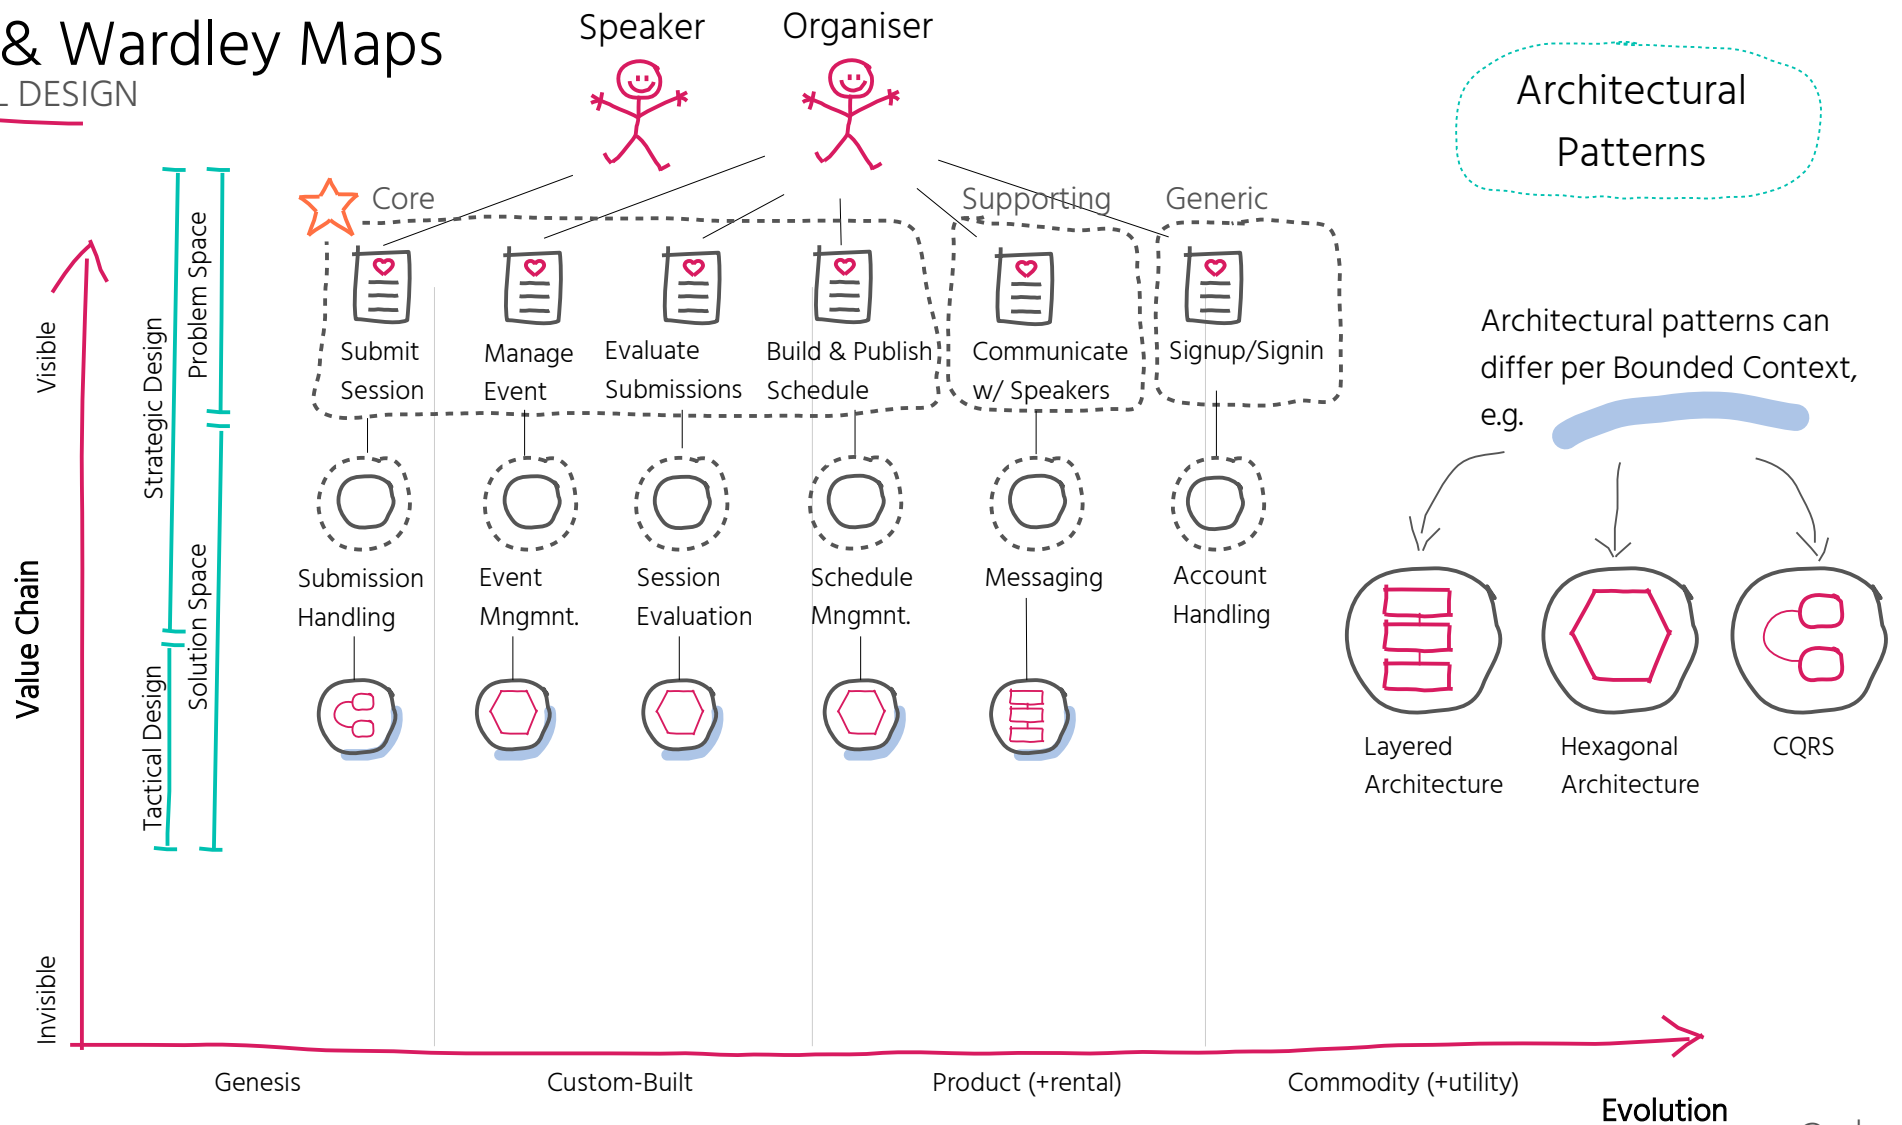 & Wardley Maps
DESIGN
Speaker
Organiser
Architectural
Patterns
Core
Supporting
Generic
Visible
Strategic Design
Problem Space
Submit
Session
Manage
Event
Evaluate
Submissions
Build & Publish
Schedule
Communicate
w/ Speakers
Signup/Signin
Architectural patterns can
differ per Bounded Context,
e.g.
Value Chain
Solution Space
Tactical Design
Submission
Handling
Event
Mngmnt.
Session
Evaluation
Schedule
Mngmnt.
Messaging
Account
Handling
Layered
Architecture
Hexagonal
Architecture
CQRS
Invisible
Genesis
Custom-Built
Product (+rental)
Commodity (+utility)
Evolution